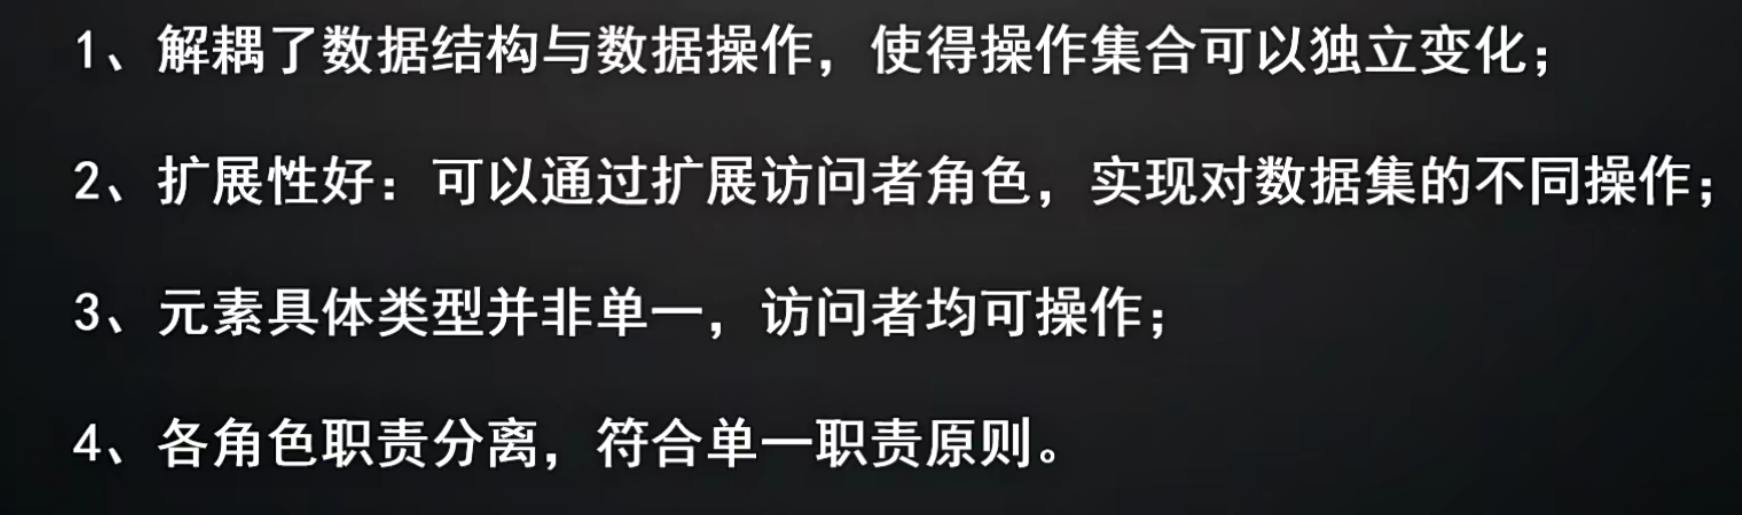 1、解耦了数据结构与数据操作，使得操作集合可以独立变化；
2、扩展性好：可以通过扩展访问者角色，实现对数据集的不同操作；
3、元素具体类型并非单一，访问者均可操作；
4、各角色职责分离，符合单一职责原则。